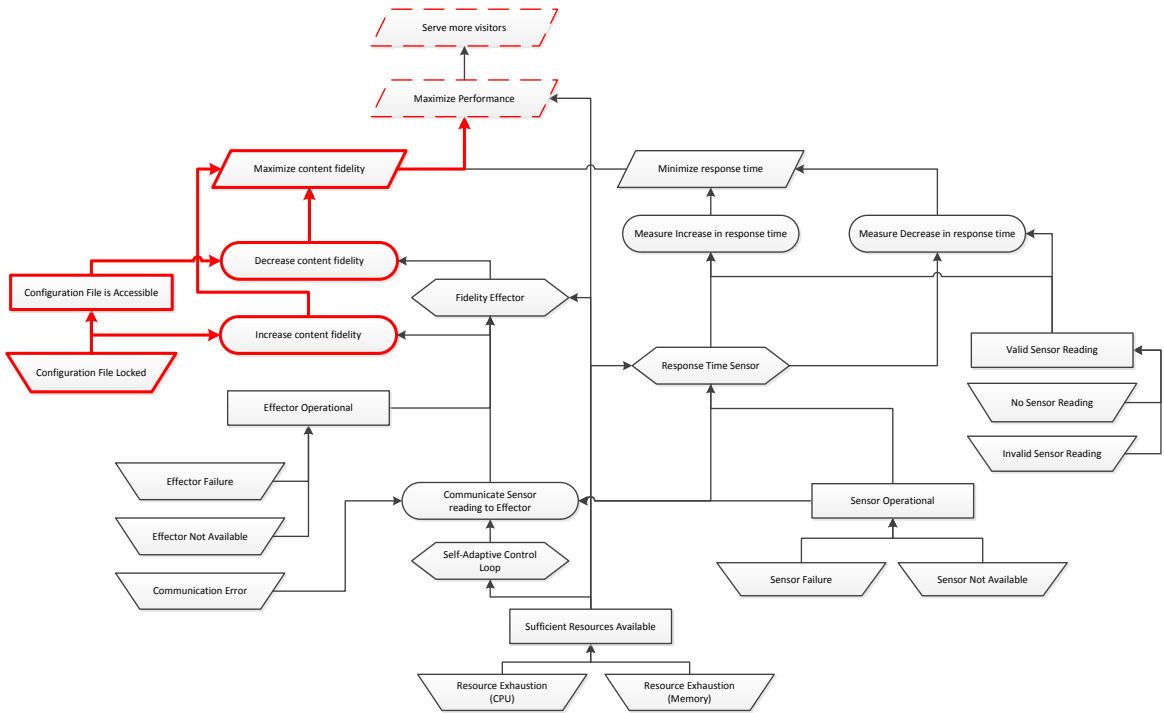 Serve more visitors
Maximize Performance
Maximize content fidelity
Minimize response time
Measure Increase in response time
Measure Decrease in response time
Decrease content fidelity
Configuration File is Accessible
Fidelity Effector
Increase content fidelity
Valid Sensor Reading
Configuration File Locked
Response Time Sensor
No Sensor Reading
Effector Operational
Invalid Sensor Reading
Effector Failure
Communicate Sensor
reading to Effector
Sensor Operational
Effector Not Available
Self-Adaptive Control
Loop
Sensor Failure
Sensor Not Available
Communication Error
Sufficient Resources Available
Resource Exhaustion
(CPU)
Resource Exhaustion
(Memory)